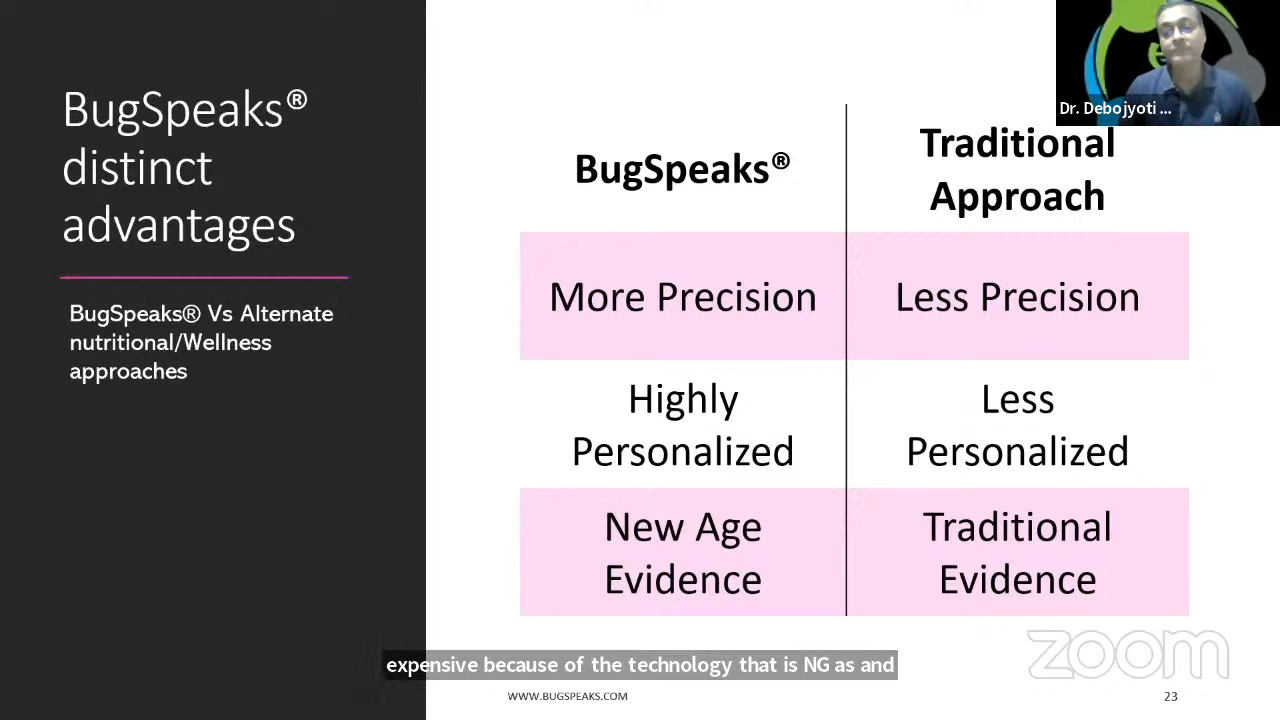 BugSpeaks®
distinct
advantages
BugSpeaks® Vs Alternate
nutritional/Wellness
approaches
BugSpeaks®
Traditional
Approach
More Precision
Less Precision
Highly
Personalized
Less
Personalized
New Age
Evidence
Traditional
Evidence
Dr. Debojyoti ...
expensive because of the technology that is NG as and
zoom
WWW.BUGSPEAKS.COM
23